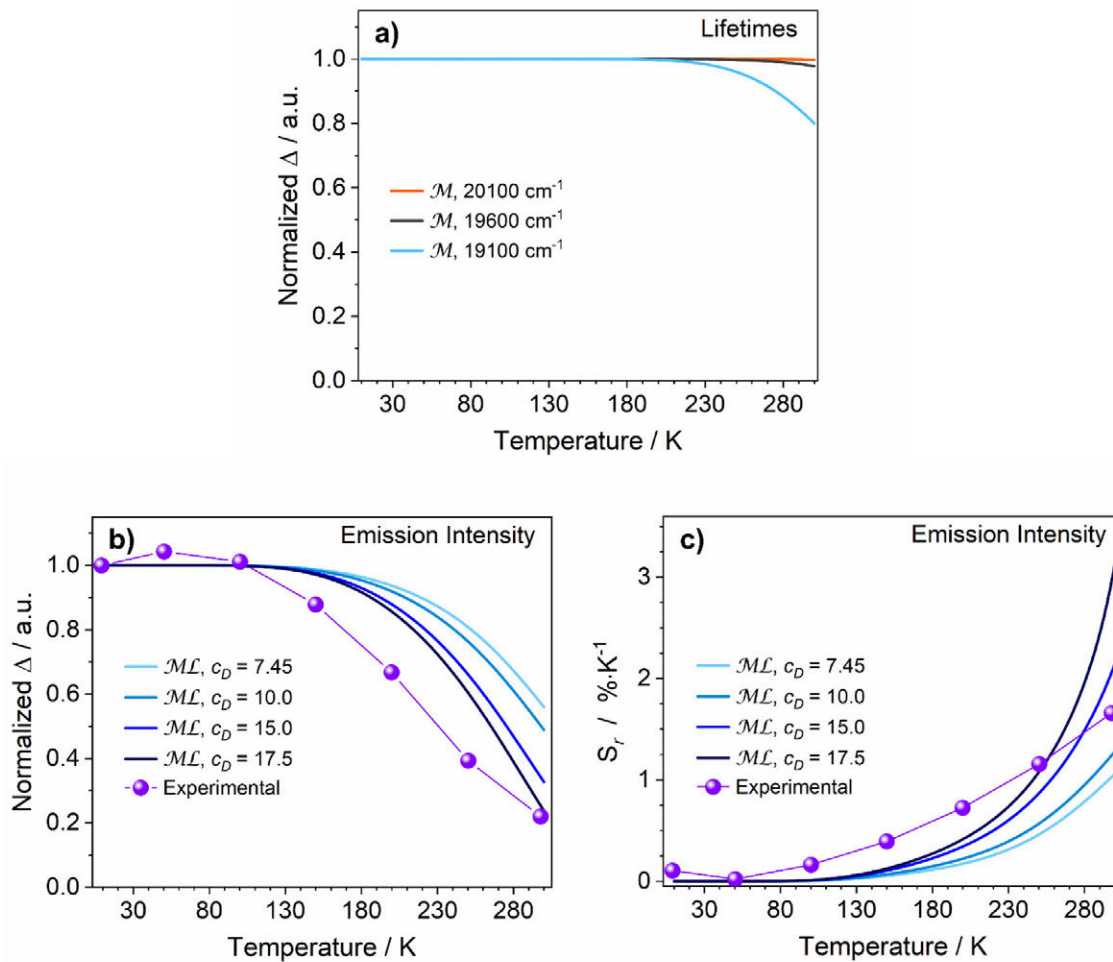 a)
Lifetimes
Normalized Δ / a.u.
1.0
0.8
0.6
0.4
0.2
0.0
ℳ, 20100 cm⁻¹
ℳ, 19600 cm⁻¹
ℳ, 19100 cm⁻¹
30 80 130 180 230 280
Temperature / K
b)
Emission Intensity
Normalized Δ / a.u.
1.0
0.8
0.6
0.4
0.2
0.0
ℳℒ, c_D = 7.45
ℳℒ, c_D = 10.0
ℳℒ, c_D = 15.0
ℳℒ, c_D = 17.5
Experimental
30 80 130 180 230 280
Temperature / K
c)
Emission Intensity
S_r / %·K⁻¹
3
2
1
0
ℳℒ, c_D = 7.45
ℳℒ, c_D = 10.0
ℳℒ, c_D = 15.0
ℳℒ, c_D = 17.5
Experimental
30 80 130 180 230 280
Temperature / K